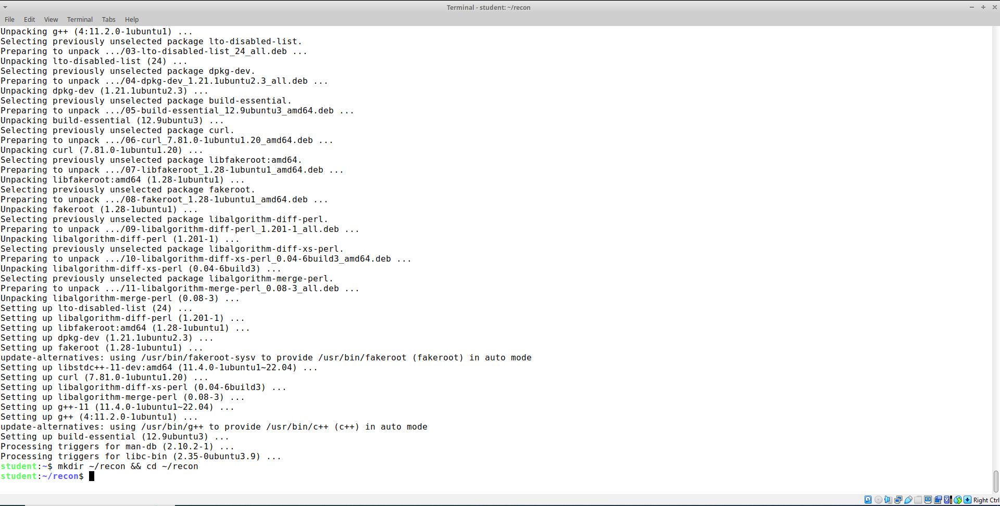 Terminal - student: ~/recon
File Edit View Terminal Tabs Help
Unpacking g++ (4:11.2.0-1ubuntu1) ...
Selecting previously unselected package lto-disabled-list.
Preparing to unpack .../03-lto-disabled-list_24_all.deb ...
Unpacking lto-disabled-list (24) ...
Selecting previously unselected package dpkg-dev.
Preparing to unpack .../04-dpkg-dev_1.21.1ubuntu2.3_all.deb ...
Unpacking dpkg-dev (1.21.1ubuntu2.3) ...
Selecting previously unselected package build-essential.
Preparing to unpack .../05-build-essential_12.9ubuntu3_amd64.deb ...
Unpacking build-essential (12.9ubuntu3) ...
Selecting previously unselected package curl.
Preparing to unpack .../06-curl_7.81.0-1ubuntu1.20_amd64.deb ...
Unpacking curl (7.81.0-1ubuntu1.20) ...
Selecting previously unselected package libfakeroot:amd64.
Preparing to unpack .../07-libfakeroot_1.28-1ubuntu1_amd64.deb ...
Unpacking libfakeroot:amd64 (1.28-1ubuntu1) ...
Selecting previously unselected package fakeroot.
Preparing to unpack .../08-fakeroot_1.28-1ubuntu1_amd64.deb ...
Unpacking fakeroot (1.28-1ubuntu1) ...
Selecting previously unselected package libalgorithm-diff-perl.
Preparing to unpack .../09-libalgorithm-diff-perl_1.201-1_all.deb ...
Unpacking libalgorithm-diff-perl (1.201-1) ...
Selecting previously unselected package libalgorithm-diff-xs-perl.
Preparing to unpack .../10-libalgorithm-diff-xs-perl_0.04-6build3_amd64.deb ...
Unpacking libalgorithm-diff-xs-perl (0.04-6build3) ...
Selecting previously unselected package libalgorithm-merge-perl.
Preparing to unpack .../11-libalgorithm-merge-perl_0.08-3_all.deb ...
Unpacking libalgorithm-merge-perl (0.08-3) ...
Setting up lto-disabled-list (24) ...
Setting up libalgorithm-diff-perl (1.201-1) ...
Setting up libfakeroot:amd64 (1.28-1ubuntu1) ...
Setting up dpkg-dev (1.21.1ubuntu2.3) ...
Setting up fakeroot (1.28-1ubuntu1) ...
update-alternatives: using /usr/bin/fakeroot-sysv to provide /usr/bin/fakeroot (fakeroot) in auto mode
Setting up libstdc++-11-dev:amd64 (11.4.0-1ubuntu1~22.04) ...
Setting up curl (7.81.0-1ubuntu1.20) ...
Setting up libalgorithm-diff-xs-perl (0.04-6build3) ...
Setting up libalgorithm-merge-perl (0.08-3) ...
Setting up g++-11 (11.4.0-1ubuntu1~22.04) ...
Setting up g++ (4:11.2.0-1ubuntu1) ...
update-alternatives: using /usr/bin/g++ to provide /usr/bin/c++ (c++) in auto mode
Setting up build-essential (12.9ubuntu3) ...
Processing triggers for man-db (2.10.2-1) ...
Processing triggers for libc-bin (2.35-0ubuntu3.9) ...
student:~$ mkdir ~/recon && cd ~/recon
student:~/recon$
Right Ctrl